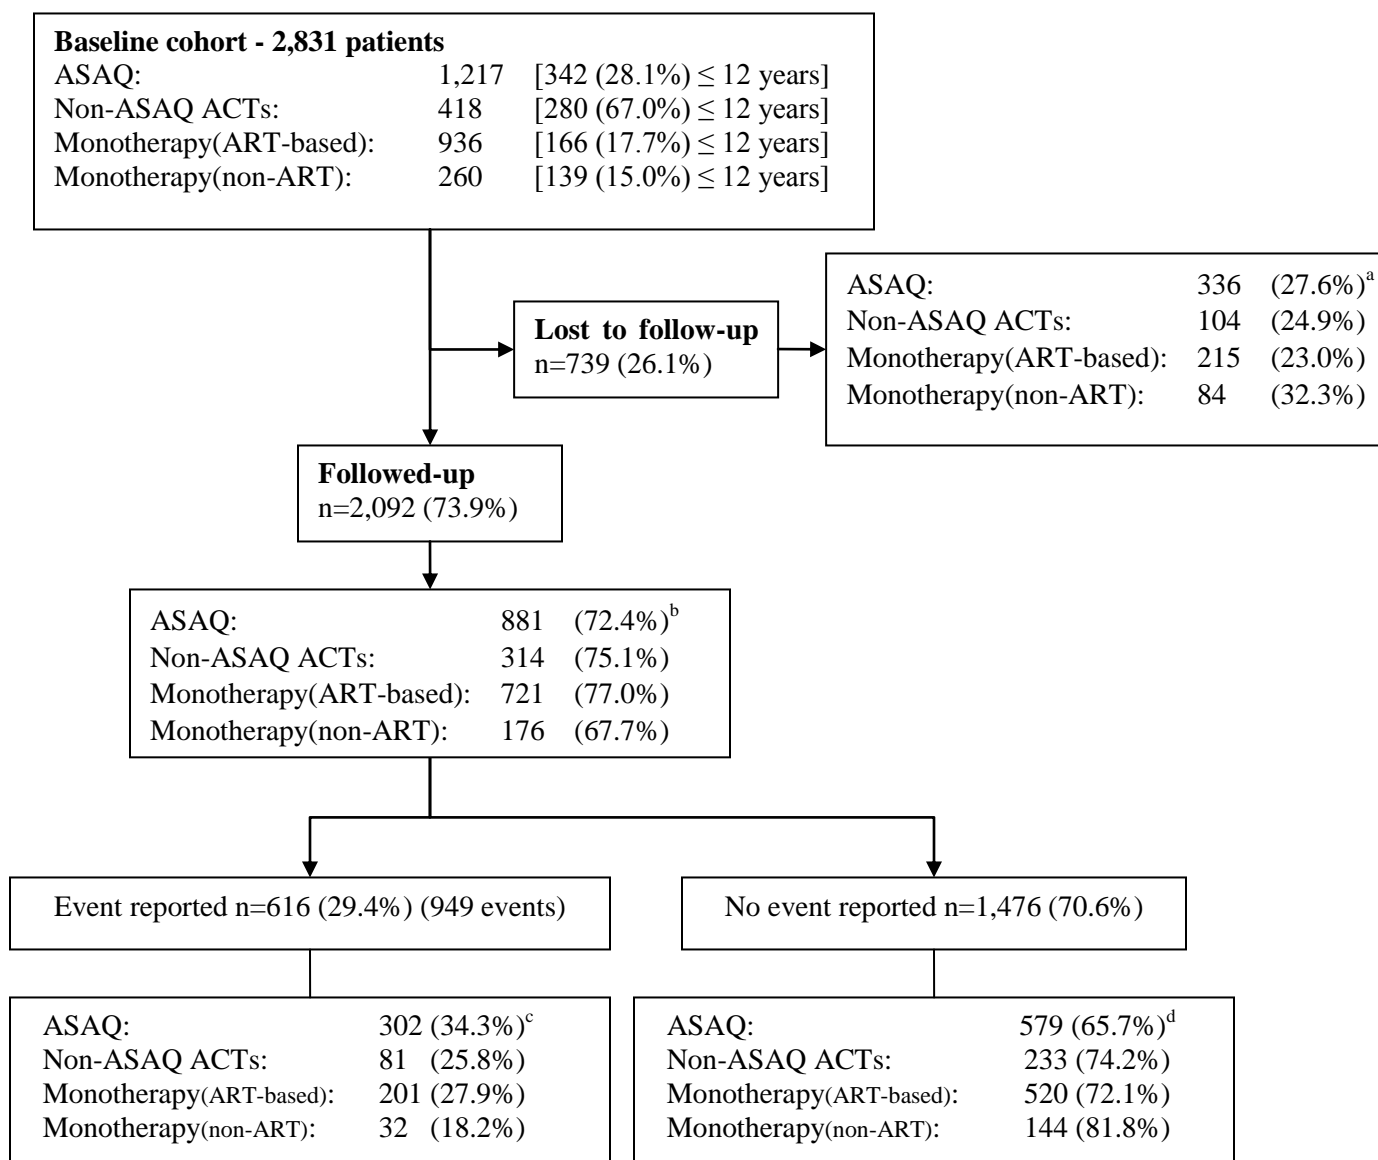 Baseline cohort - 2,831 patients
ASAQ: 1,217 [342 (28.1%) ≤ 12 years]
Non-ASAQ ACTs: 418 [280 (67.0%) ≤ 12 years]
Monotherapy(ART-based): 936 [166 (17.7%) ≤ 12 years]
Monotherapy(non-ART): 260 [139 (15.0%) ≤ 12 years]
Lost to follow-up
n=739 (26.1%)
ASAQ: 336 (27.6%)a
Non-ASAQ ACTs: 104 (24.9%)
Monotherapy(ART-based): 215 (23.0%)
Monotherapy(non-ART): 84 (32.3%)
Followed-up
n=2,092 (73.9%)
ASAQ: 881 (72.4%)b
Non-ASAQ ACTs: 314 (75.1%)
Monotherapy(ART-based): 721 (77.0%)
Monotherapy(non-ART): 176 (67.7%)
Event reported n=616 (29.4%) (949 events)
No event reported n=1,476 (70.6%)
ASAQ: 302 (34.3%)c
Non-ASAQ ACTs: 81 (25.8%)
Monotherapy(ART-based): 201 (27.9%)
Monotherapy(non-ART): 32 (18.2%)
ASAQ: 579 (65.7%)d
Non-ASAQ ACTs: 233 (74.2%)
Monotherapy(ART-based): 520 (72.1%)
Monotherapy(non-ART): 144 (81.8%)